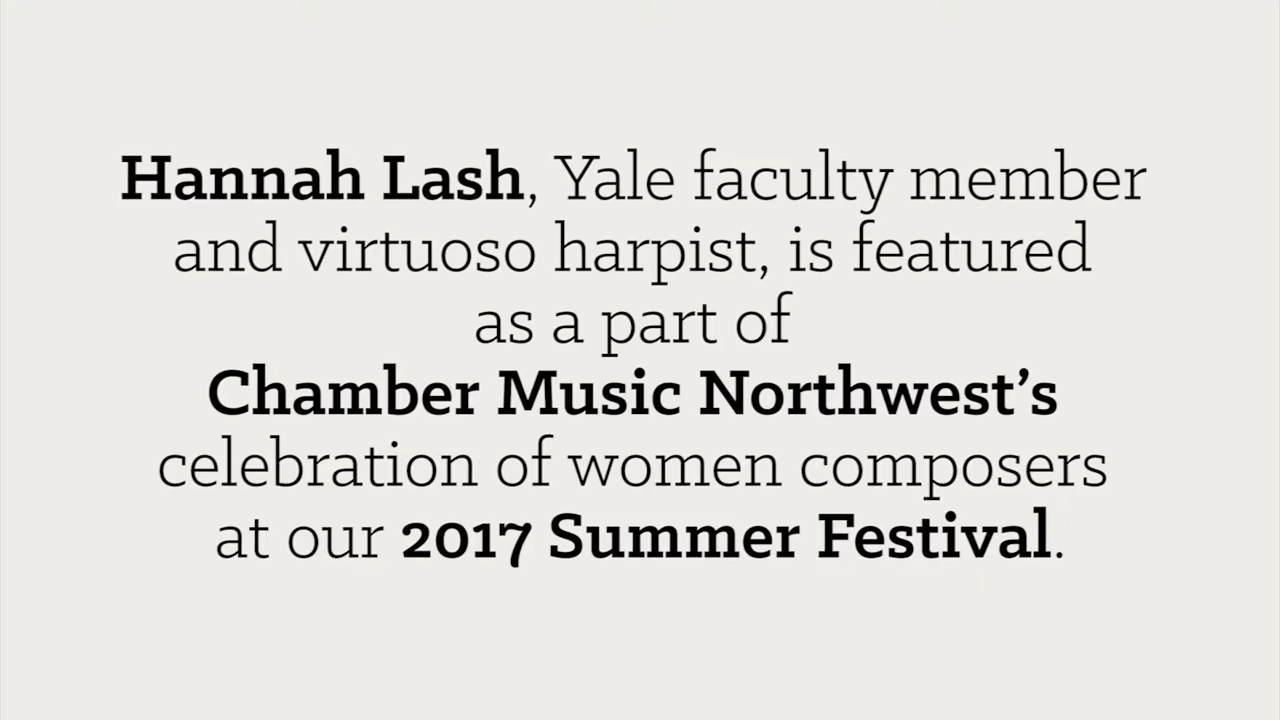 Hannah Lash, Yale faculty member
and virtuoso harpist, is featured
as a part of
Chamber Music Northwest’s
celebration of women composers
at our 2017 Summer Festival.